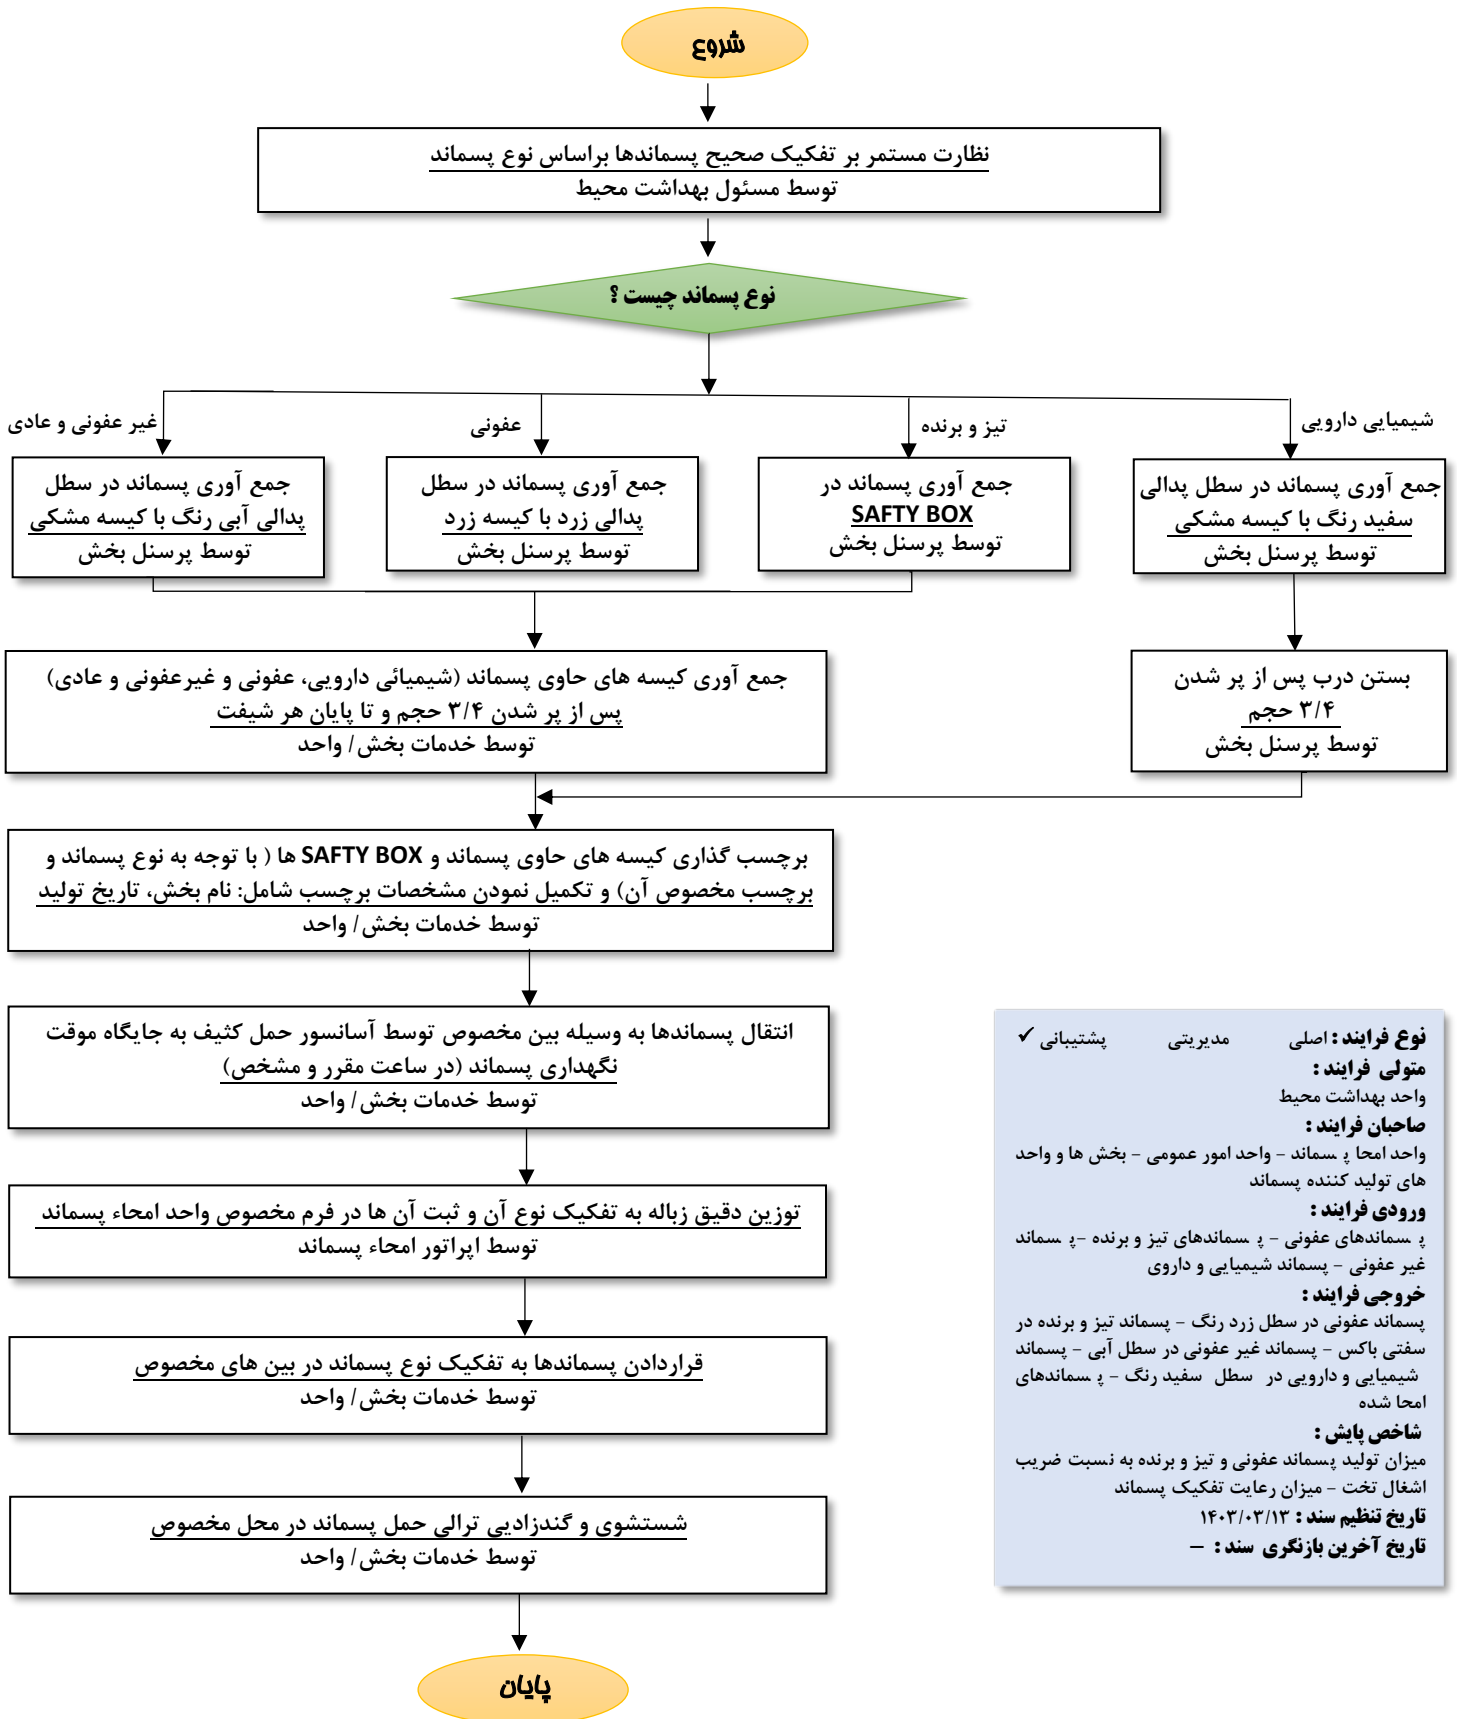 شروع
نظارت مستمر بر تفکیک صحیح پسماندها براساس نوع پسماند
توسط مسئول بهداشت محیط
نوع پسماند چیست ؟
شیمیایی دارویی
تیز و برنده
عفونی
غیر عفونی و عادی
جمع آوری پسماند در سطل پدالی
سفید رنگ با کیسه مشکی
توسط پرسنل بخش
جمع آوری پسماند در
SAFTY BOX
توسط پرسنل بخش
جمع آوری پسماند در سطل
پدالی زرد با کیسه زرد
توسط پرسنل بخش
جمع آوری پسماند در سطل
پدالی آبی رنگ با کیسه مشکی
توسط پرسنل بخش
بستن درب پس از پر شدن
۳/۴ حجم
توسط پرسنل بخش
جمع آوری کیسه های حاوی پسماند (شیمیائی دارویی، عفونی و غیرعفونی و عادی)
پس از پر شدن ۳/۴ حجم و تا پایان هر شیفت
توسط خدمات بخش/ واحد
برچسب گذاری کیسه های حاوی پسماند و SAFTY BOX ها ( با توجه به نوع پسماند و
برچسب مخصوص آن) و تکمیل نمودن مشخصات برچسب شامل: نام بخش، تاریخ تولید
توسط خدمات بخش/ واحد
انتقال پسماندها به وسیله بین مخصوص توسط آسانسور حمل کثیف به جایگاه موقت
نگهداری پسماند (در ساعت مقرر و مشخص)
توسط خدمات بخش/ واحد
توزین دقیق زباله به تفکیک نوع آن و ثبت آن ها در فرم مخصوص واحد امحاء پسماند
توسط اپراتور امحاء پسماند
قراردادن پسماندها به تفکیک نوع پسماند در بین های مخصوص
توسط خدمات بخش/ واحد
شستشوی و گندزادیی ترالی حمل پسماند در محل مخصوص
توسط خدمات بخش/ واحد
پایان
نوع فرایند : اصلی مدیریتی پشتیبانی ✓
متولی فرایند :
واحد بهداشت محیط
صاحبان فرایند :
واحد امحا پسماند – واحد امور عمومی – بخش ها و واحد
های تولید کننده پسماند
ورودی فرایند :
پسماندهای عفونی – پسماندهای تیز و برنده –پسماند
غیر عفونی – پسماند شیمیایی و داروی
خروجی فرایند :
پسماند عفونی در سطل زرد رنگ – پسماند تیز و برنده در
سفتی باکس – پسماند غیر عفونی در سطل آبی – پسماند
شیمیایی و دارویی در سطل سفید رنگ – پسماندهای
امحا شده
شاخص پایش :
میزان تولید پسماند عفونی و تیز و برنده به نسبت ضریب
اشغال تخت – میزان رعایت تفکیک پسماند
تاریخ تنظیم سند : ۱۴۰۳/۰۳/۱۳
تاریخ آخرین بازنگری سند : –